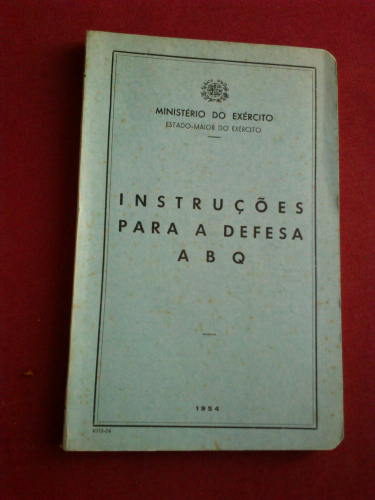 MINISTÉRIO DO EXÉRCITO
ESTADO-MAIOR DO EXÉRCITO
INSTRUÇÕES
PARA A DEFESA
A B Q
1954